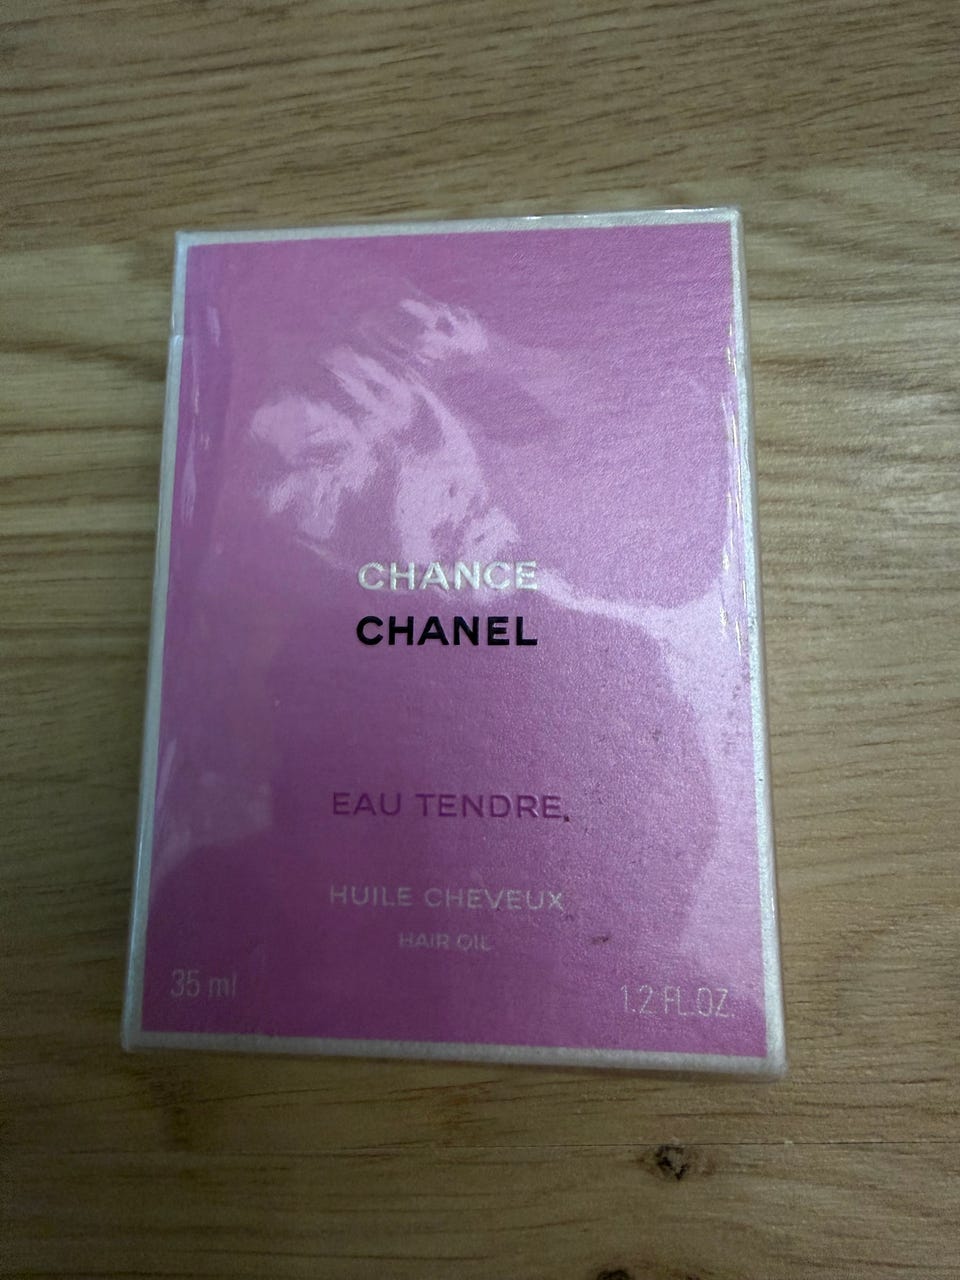 CHANCE
CHANEL
EAU TENDRE
HUILE CHEVEUX
HAIR OIL
35 ml
1.2 FL.OZ.